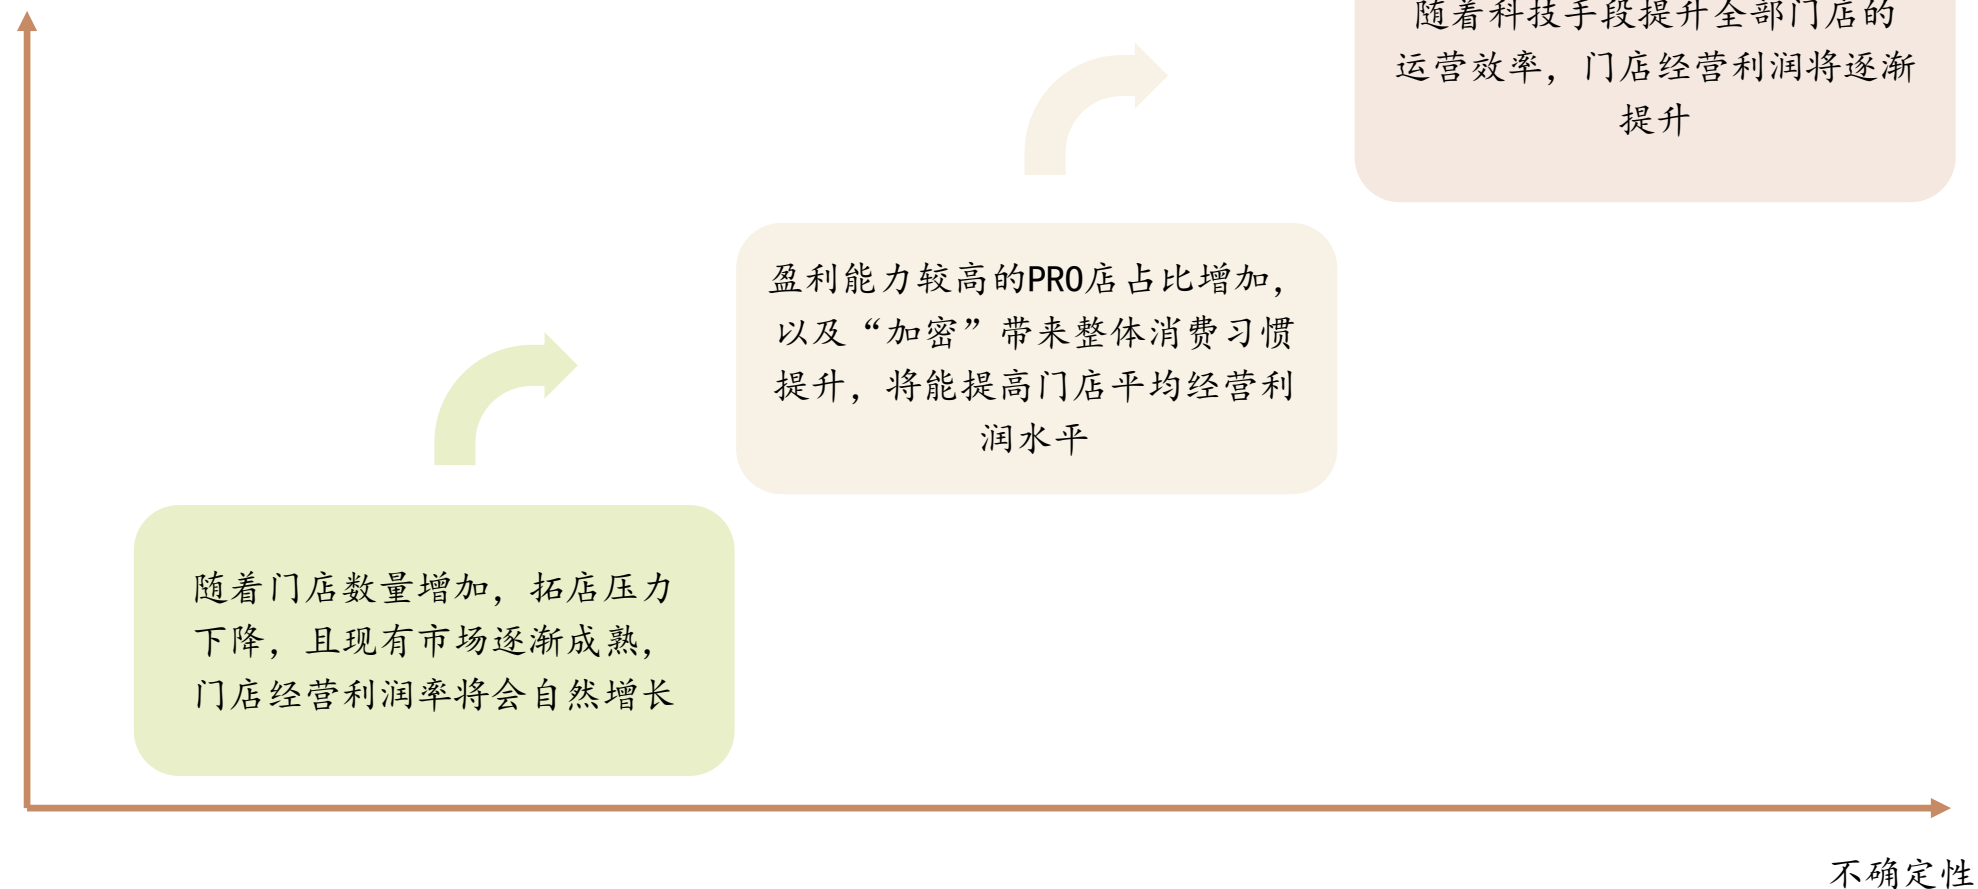 随着科技手段提升全部门店的
运营效率，门店经营利润将逐渐
提升
盈利能力较高的PRO店占比增加，
以及“加密”带来整体消费习惯
提升，将能提高门店平均经营利
润水平
随着门店数量增加，拓店压力
下降，且现有市场逐渐成熟，
门店经营利润率将会自然增长
不确定性